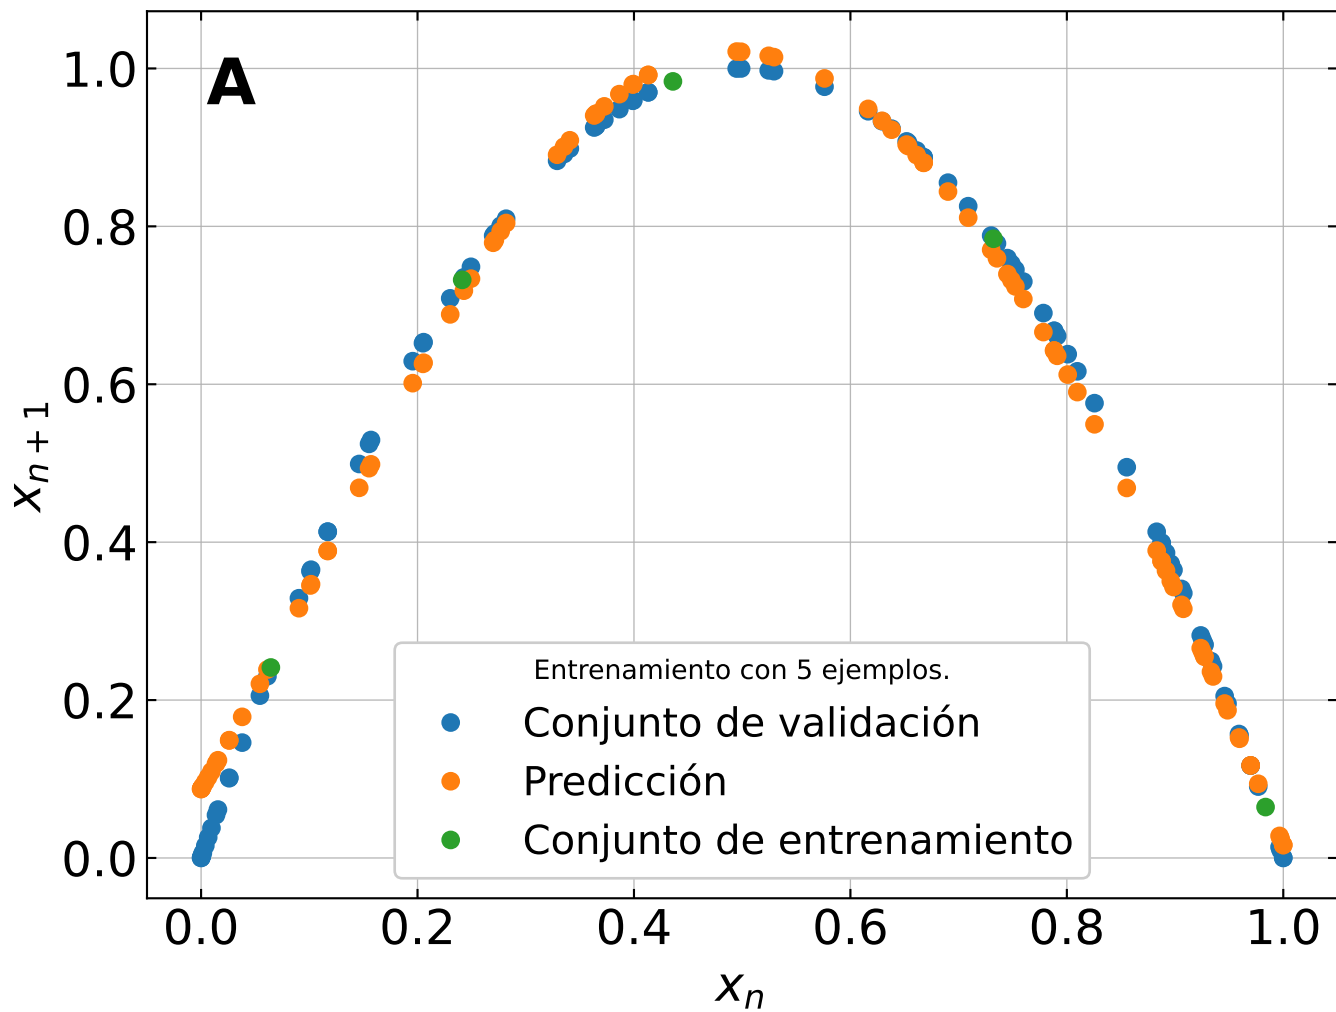 A
1.0
0.8
0.6
0.4
0.2
0.0
x_{n+1}
Entrenamiento con 5 ejemplos.
Conjunto de validación
Predicción
Conjunto de entrenamiento
0.0 0.2 0.4 0.6 0.8 1.0
x_n